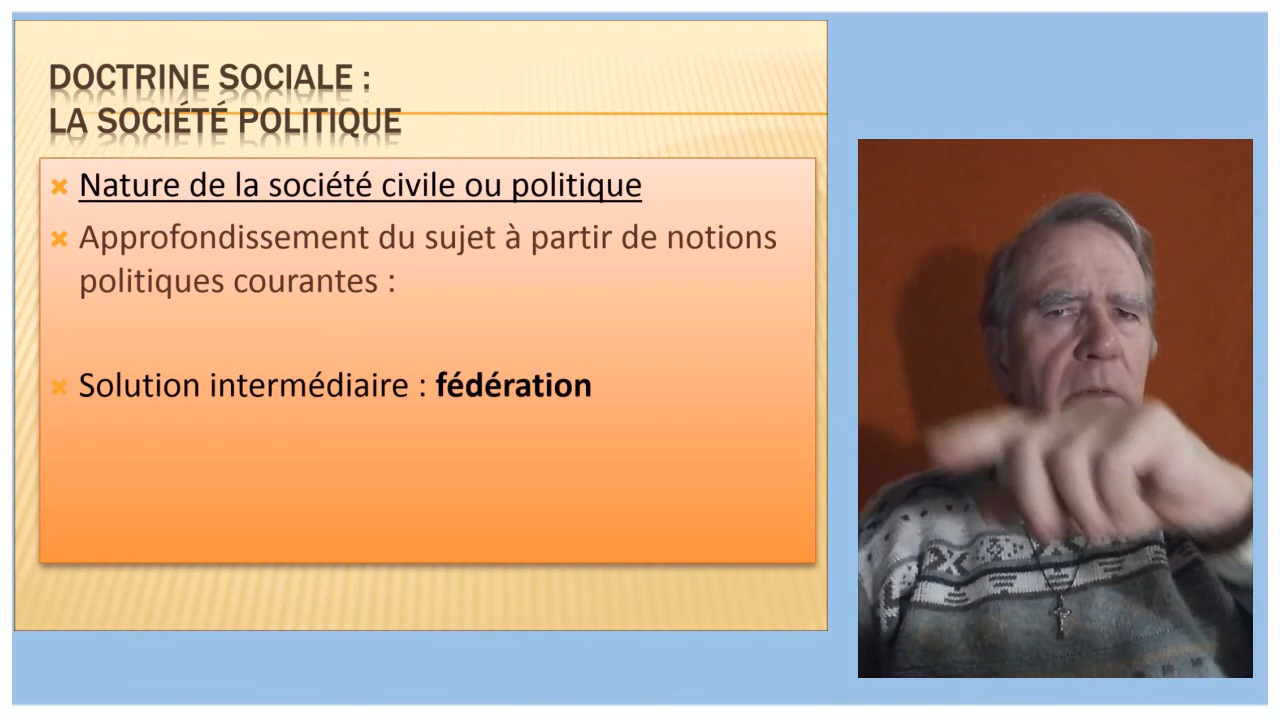 DOCTRINE SOCIALE :
LA SOCIÉTÉ POLITIQUE
Nature de la société civile ou politique
Approfondissement du sujet à partir de notions
politiques courantes :
Solution intermédiaire : fédération